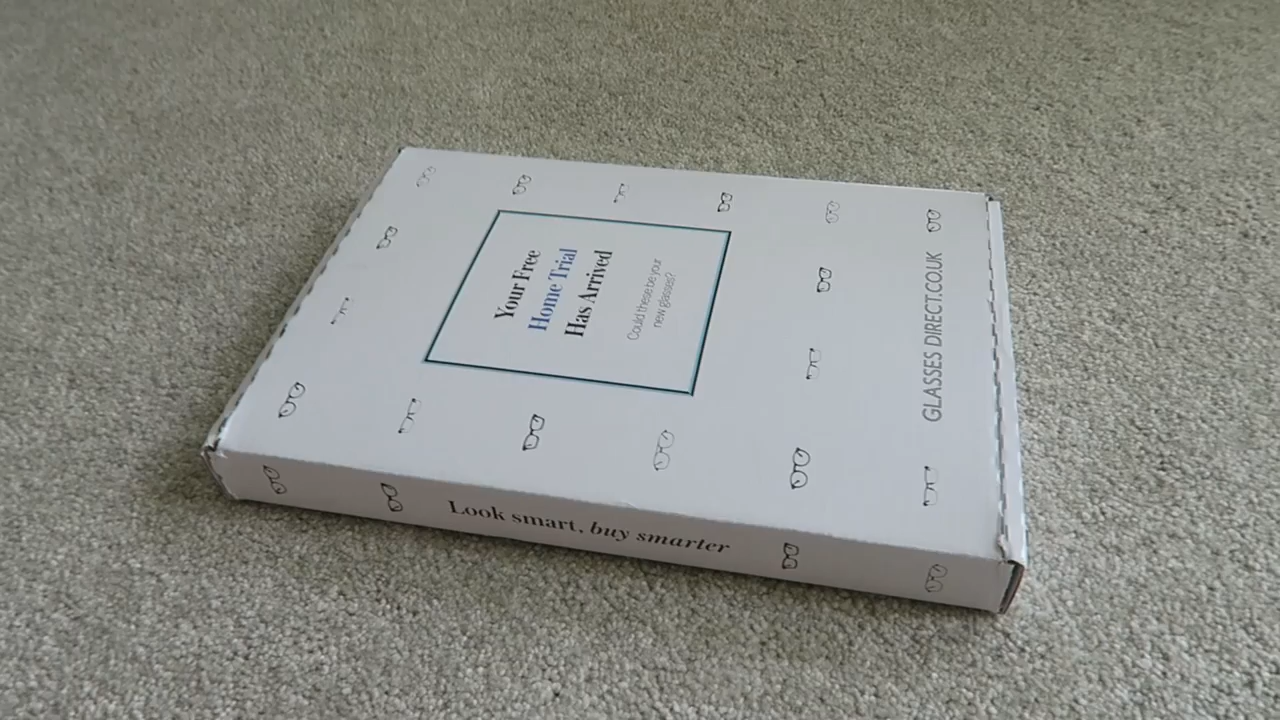 Your Free
Home Trial
Has Arrived
Could these be your
new glasses?
GLASSES DIRECT.CO.UK
Look smart, buy smarter